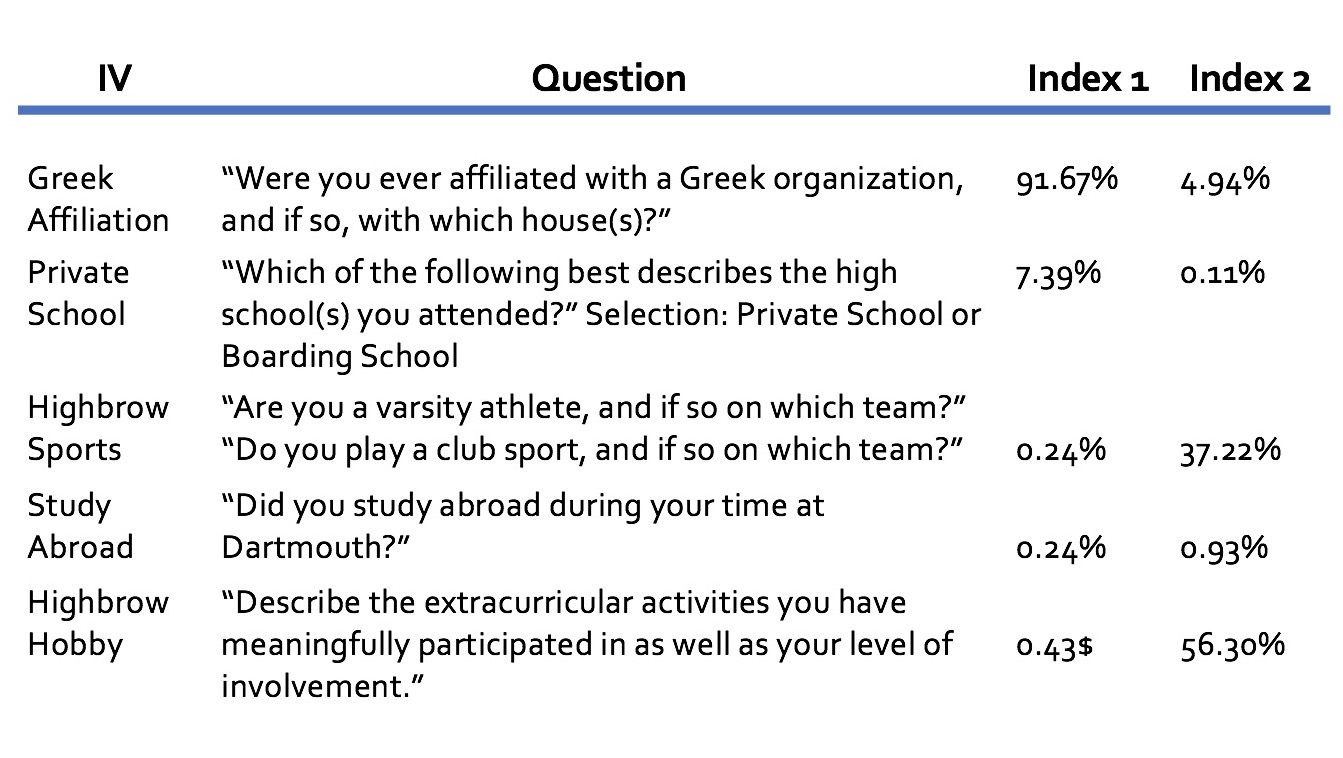 IV Question Index 1 Index 2
Greek “Were you ever affiliated with a Greek organization, 91.67% 4.94%
Affiliation and if so, with which house(s)?”
Private “Which of the following best describes the high 7.39% 0.11%
School school(s) you attended?” Selection: Private School or
Boarding School
Highbrow “Are you a varsity athlete, and if so on which team?”
Sports “Do you play a club sport, and if so on which team?” 0.24% 37.22%
Study “Did you study abroad during your time at
Abroad Dartmouth?” 0.24% 0.93%
Highbrow “Describe the extracurricular activities you have
Hobby meaningfully participated in as well as your level of 0.43$ 56.30%
involvement.”